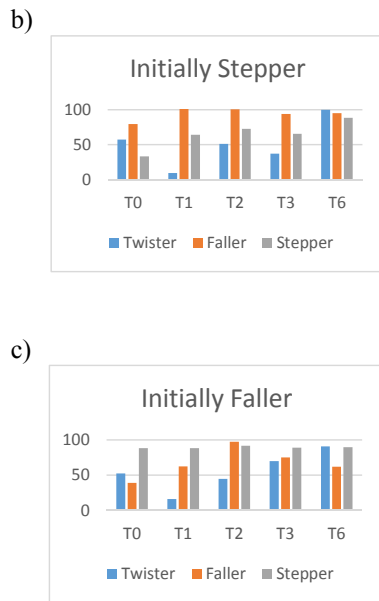 b)
Initially Stepper
100
50
0
T0 T1 T2 T3 T6
Twister Faller Stepper
c)
Initially Faller
100
50
0
T0 T1 T2 T3 T6
Twister Faller Stepper